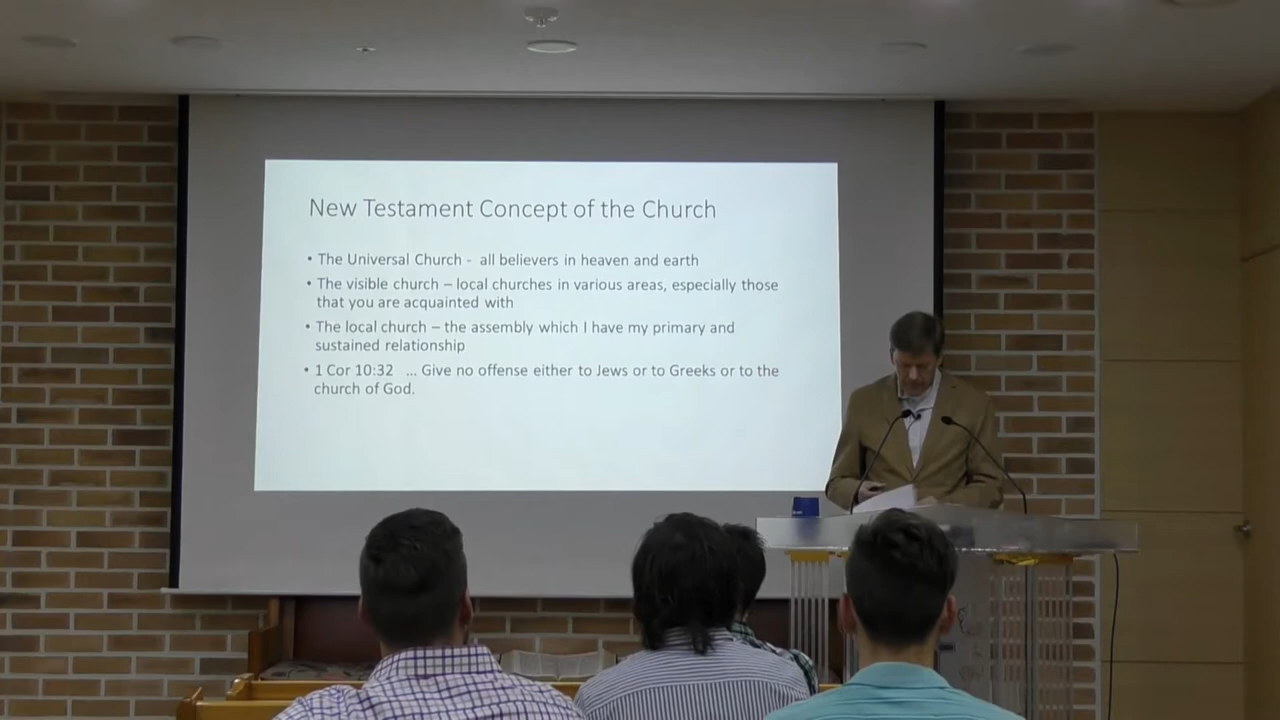 New Testament Concept of the Church
• The Universal Church - all believers in heaven and earth
• The visible church – local churches in various areas, especially those
that you are acquainted with
• The local church – the assembly which I have my primary and
sustained relationship
• 1 Cor 10:32 ... Give no offense either to Jews or to Greeks or to the
church of God.